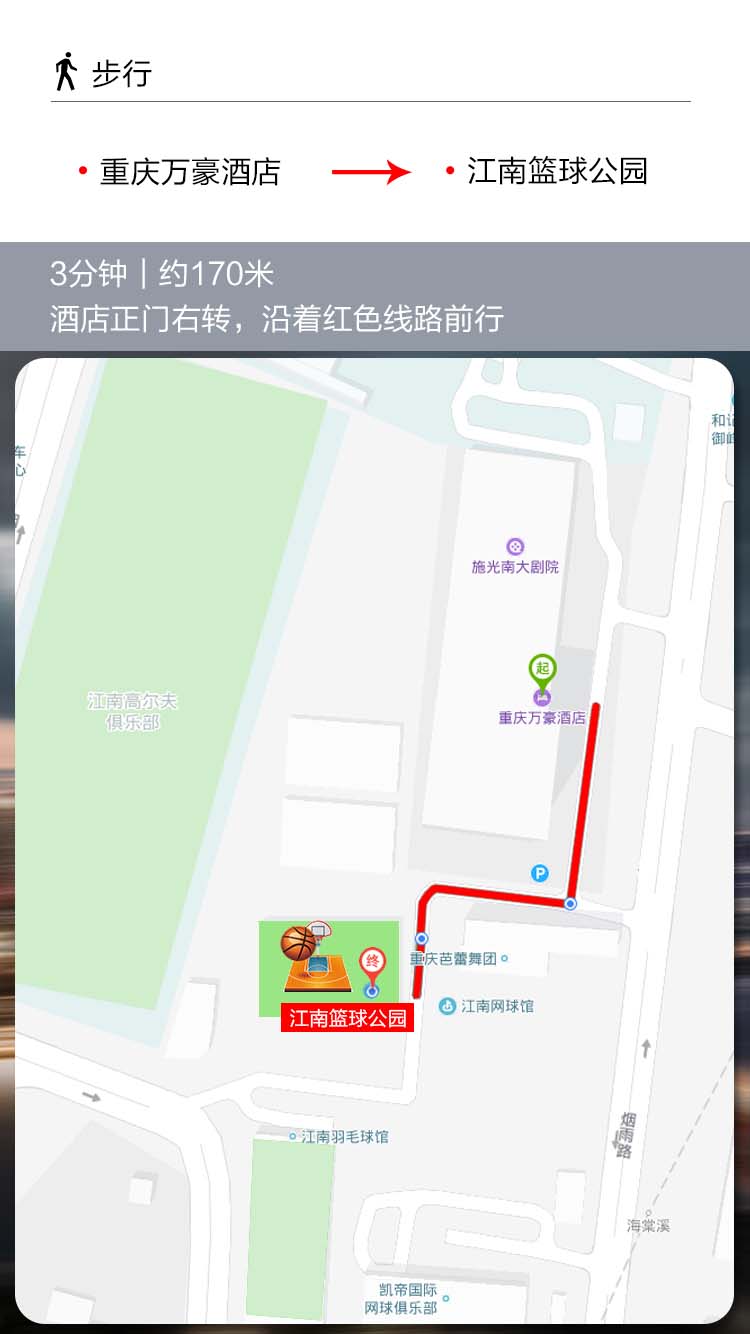 步行
重庆万豪酒店
江南篮球公园
3分钟｜约170米
酒店正门右转，沿着红色线路前行
和记
车
心
施光南大剧院
起
重庆万豪酒店
江南高尔夫
俱乐部
P
重庆芭蕾舞团
终
江南网球馆
江南篮球公园
烟雨路
江南羽毛球馆
海棠溪
凯帝国际
网球俱乐部